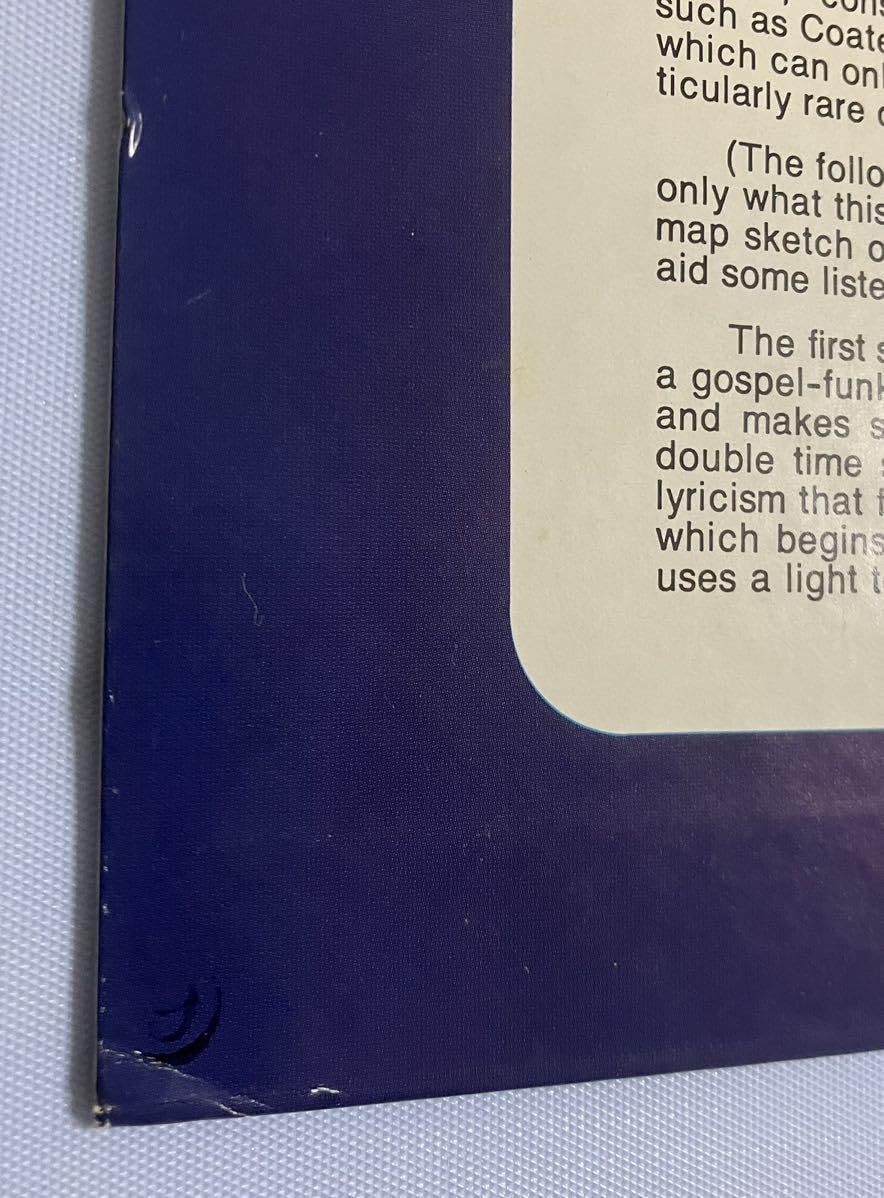 such as Coate
which can onl
ticularly rare
(The follo
only what this
map sketch o
aid some liste
The first s
a gospel-funk
and makes s
double time
lyricism that f
which begins
uses a light t